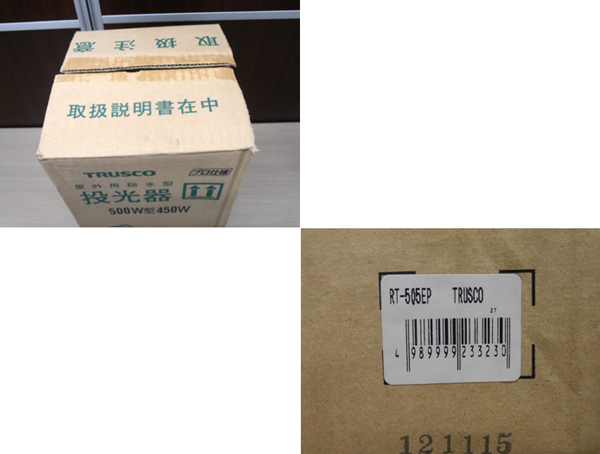 取扱注意
取扱説明書在中
TRUSCO
プロ仕様
屋外用防水型
投光器
500W型450W
RT-505EP TRUSCO
27
4 989999 233230
121115